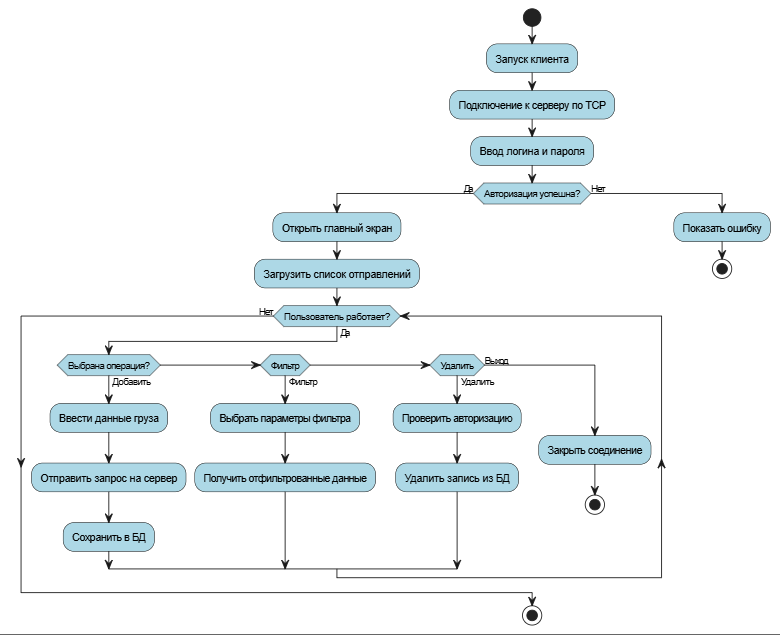 Запуск клиента
Подключение к серверу по TCP
Ввод логина и пароля
Да
Авторизация успешна?
Нет
Открыть главный экран
Показать ошибку
Загрузить список отправлений
Нет
Пользователь работает?
Да
Выбрана операция?
Фильтр
Удалить
Выход
Добавить
Фильтр
Удалить
Ввести данные груза
Выбрать параметры фильтра
Проверить авторизацию
Закрыть соединение
Отправить запрос на сервер
Получить отфильтрованные данные
Удалить запись из БД
Сохранить в БД